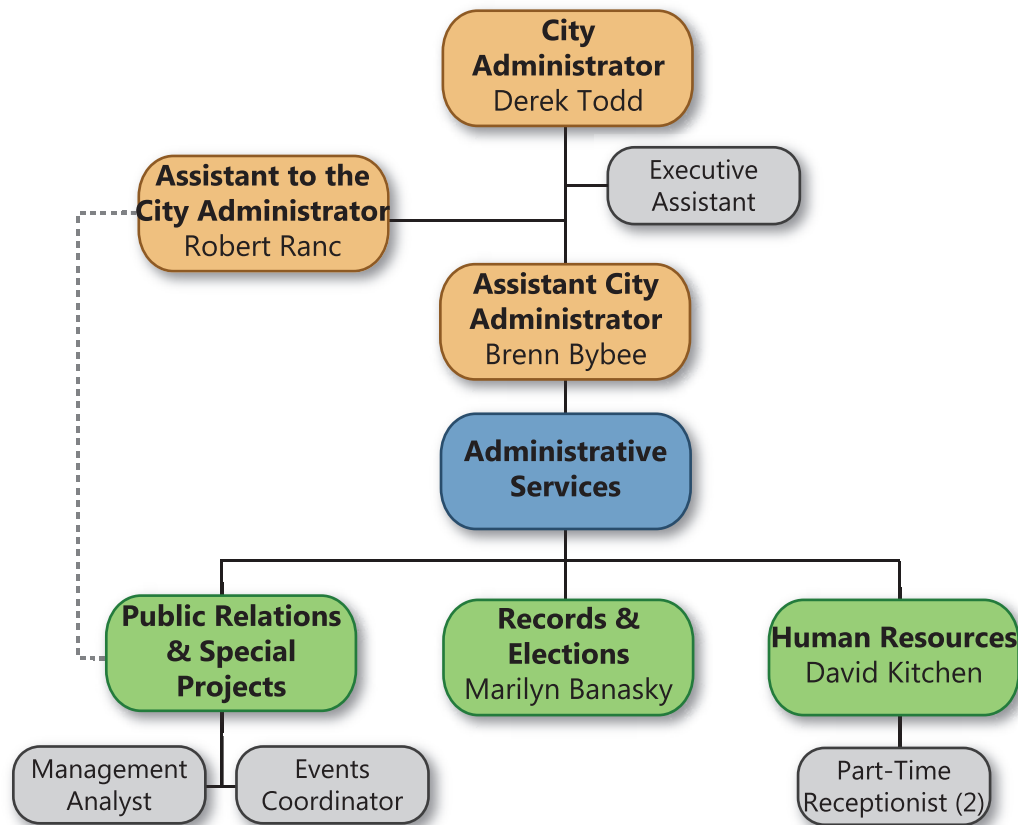 City
Administrator
Derek Todd
Executive
Assistant
Assistant to the
City Administrator
Robert Ranc
Assistant City
Administrator
Brenn Bybee
Administrative
Services
Public Relations
& Special
Projects
Records &
Elections
Marilyn Banasky
Human Resources
David Kitchen
Management
Analyst
Events
Coordinator
Part-Time
Receptionist (2)